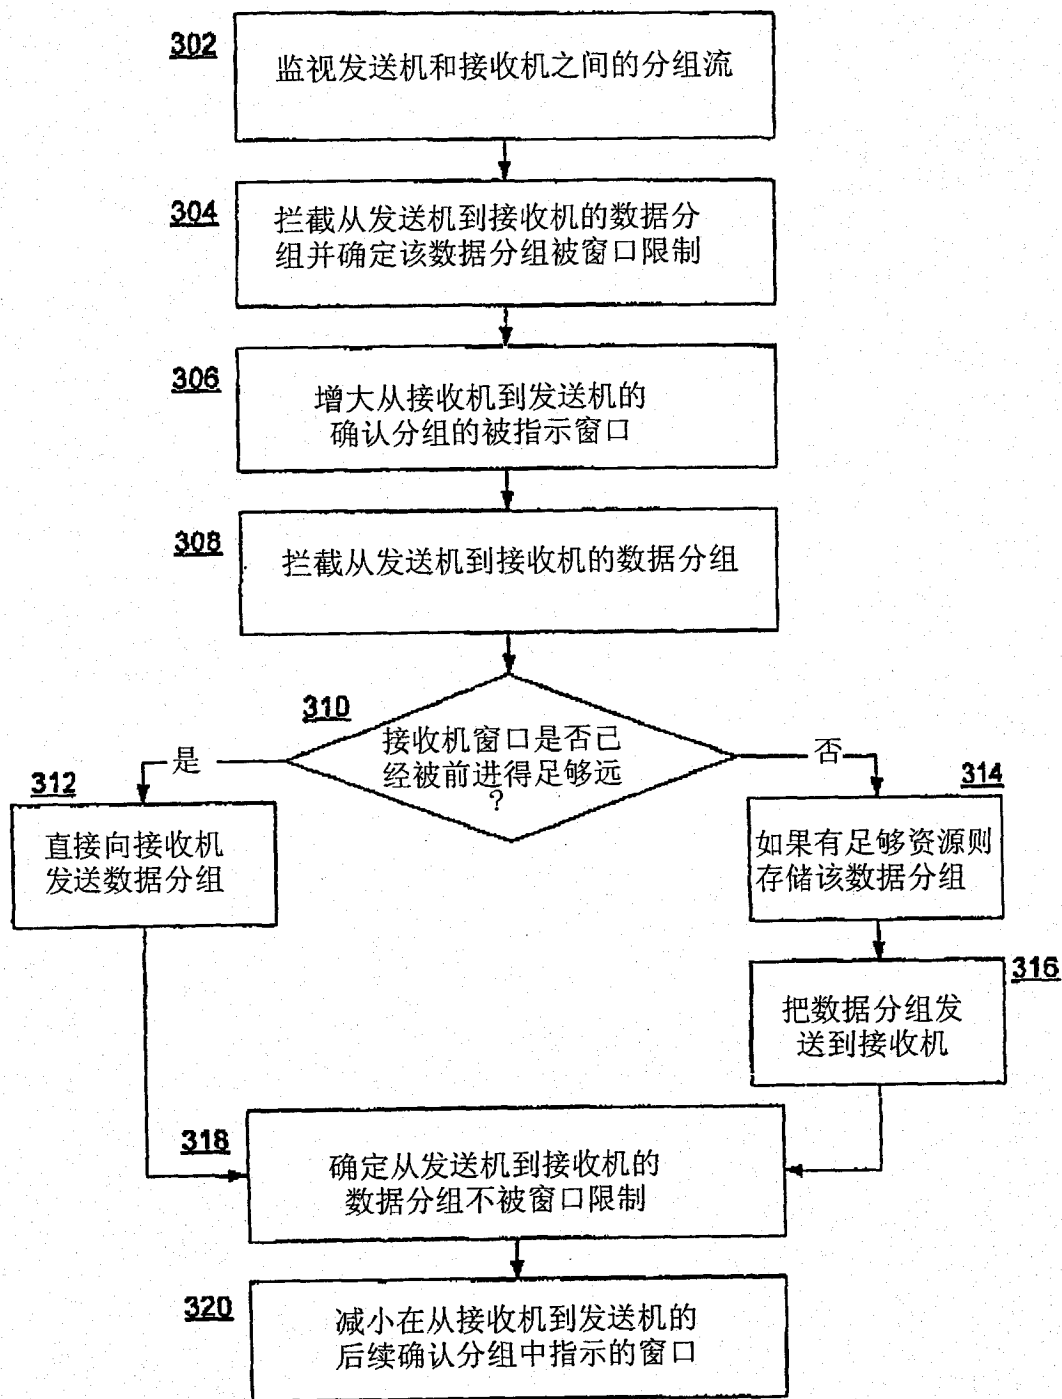 302
监视发送机和接收机之间的分组流
304
拦截从发送机到接收机的数据分
组并确定该数据分组被窗口限制
306
增大从接收机到发送机的
确认分组的被指示窗口
308
拦截从发送机到接收机的数据分组
310
接收机窗口是否已
经被前进得足够远
?
是
否
312
直接向接收机
发送数据分组
314
如果有足够资源则
存储该数据分组
316
把数据分组发
送到接收机
318
确定从发送机到接收机的
数据分组不被窗口限制
320
减小在从接收机到发送机的
后续确认分组中指示的窗口